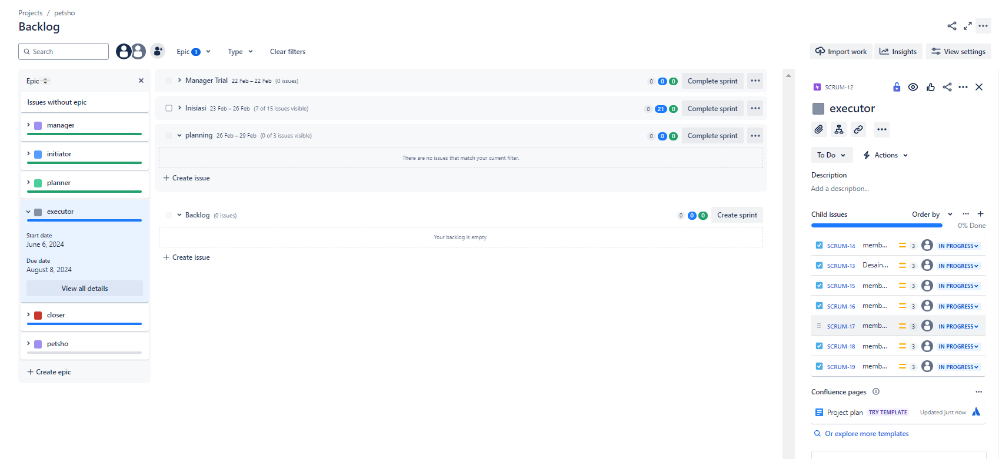 Projects / petsho
Backlog
Search
Epic 1
Type
Clear filters
Import work
Insights
View settings
Epic
Issues without epic
manager
initiator
planner
executor
Start date
June 6, 2024
Due date
August 8, 2024
View all details
closer
petsho
+ Create epic
Manager Trial 22 Feb – 22 Feb (0 issues) 0 0 0 Complete sprint
Inisiasi 23 Feb – 26 Feb (7 of 15 issues visible) 0 21 0 Complete sprint
planning 26 Feb – 29 Feb (0 of 3 issues visible) 0 0 0 Complete sprint
There are no issues that match your current filter.
+ Create issue
Backlog (0 issues) 0 0 0 Create sprint
Your backlog is empty.
+ Create issue
SCRUM-12
executor
To Do
Actions
Description
Add a description...
Child issues
Order by
0% Done
SCRUM-14 memb... 3 IN PROGRESS
SCRUM-13 Desain... 3 IN PROGRESS
SCRUM-15 memb... 3 IN PROGRESS
SCRUM-16 memb... 3 IN PROGRESS
SCRUM-17 memb... 3 IN PROGRESS
SCRUM-18 memb... 3 IN PROGRESS
SCRUM-19 memb... 3 IN PROGRESS
Confluence pages
Project plan TRY TEMPLATE Updated just now
Or explore more templates